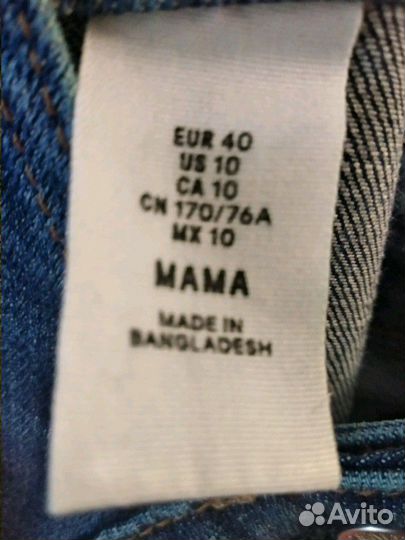 EUR 40
US 10
CA 10
CN 170/76A
MX 10
MAMA
MADE IN
BANGLADESH
Avito